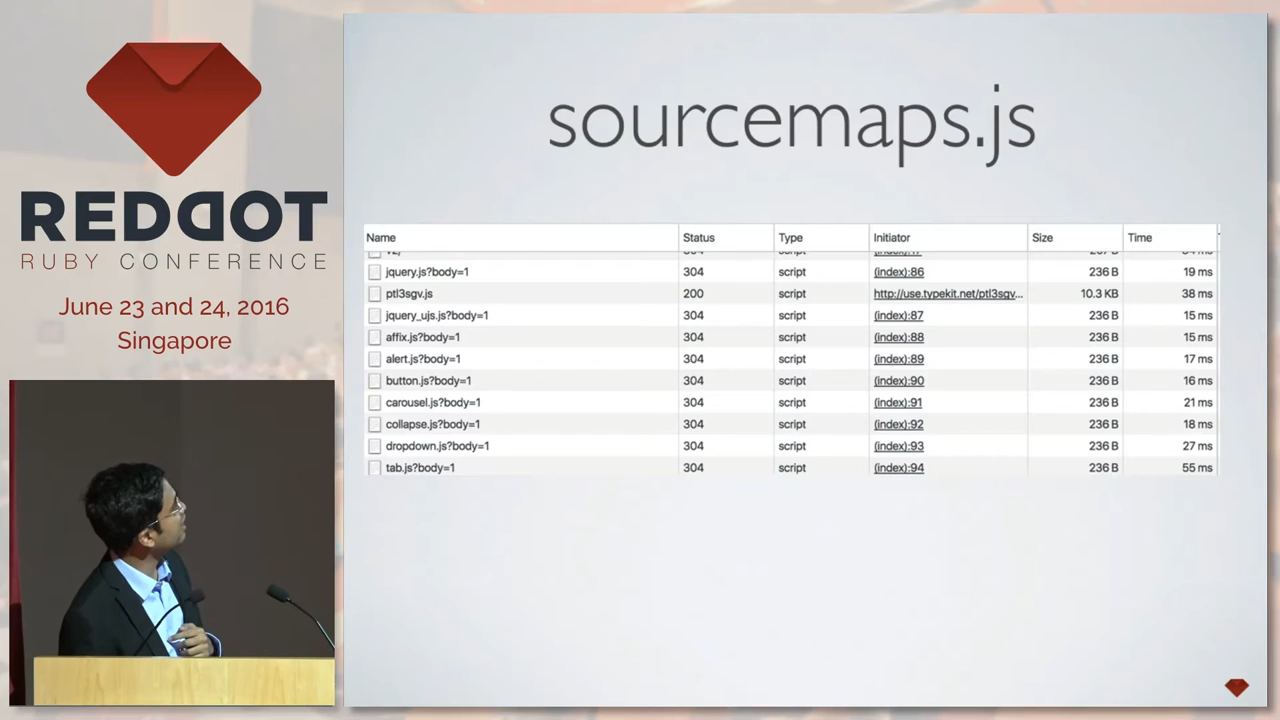 REDDOT
RUBY CONFERENCE
June 23 and 24, 2016
Singapore
sourcemaps.js
Name Status Type Initiator Size Time
jquery.js?body=1 304 script (index):86 236 B 19 ms
ptl3sgv.js 200 script http://use.typekit.net/ptl3sgv... 10.3 KB 38 ms
jquery_ujs.js?body=1 304 script (index):87 236 B 15 ms
affix.js?body=1 304 script (index):88 236 B 15 ms
alert.js?body=1 304 script (index):89 236 B 17 ms
button.js?body=1 304 script (index):90 236 B 16 ms
carousel.js?body=1 304 script (index):91 236 B 21 ms
collapse.js?body=1 304 script (index):92 236 B 18 ms
dropdown.js?body=1 304 script (index):93 236 B 27 ms
tab.js?body=1 304 script (index):94 236 B 55 ms